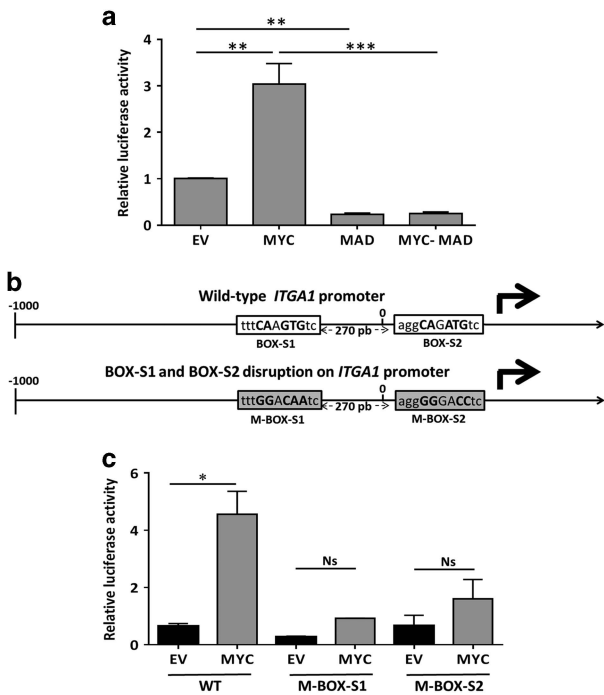 a
**
**
***
Relative luciferase activity
4
3
2
1
0
EV MYC MAD MYC- MAD
b
Wild-type ITGA1 promoter
-1000
0
tttCAAGTGtc
270 pb
aggCAGATGtc
BOX-S1
BOX-S2
BOX-S1 and BOX-S2 disruption on ITGA1 promoter
-1000
0
tttGGACAAtc
270 pb
aggGGGACCtc
M-BOX-S1
M-BOX-S2
c
Relative luciferase activity
6
4
2
0
*
Ns
Ns
EV MYC EV MYC EV MYC
WT M-BOX-S1 M-BOX-S2